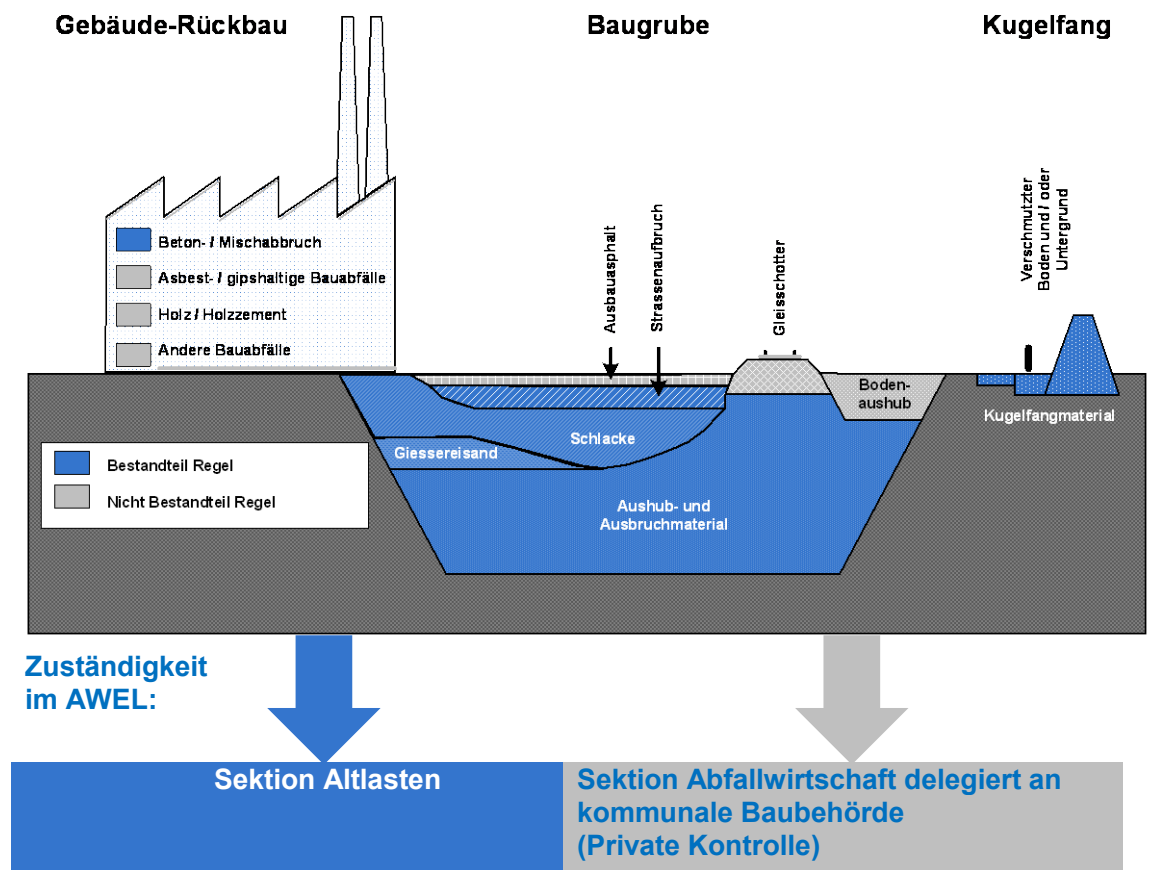 Gebäude-Rückbau
Baugrube
Kugelfang
Beton- / Mischabbruch
Asbest- / gipshaltige Bauabfälle
Holz / Holzzement
Andere Bauabfälle
Ausbauasphalt
Strassenaufbruch
Gleisschotter
Verschmutzter
Boden und / oder
Untergrund
Boden-
aushub
Kugelfangmaterial
Schlacke
Giessereisand
Aushub- und
Ausbruchmaterial
Bestandteil Regel
Nicht Bestandteil Regel
Zuständigkeit
im AWEL:
Sektion Altlasten
Sektion Abfallwirtschaft delegiert an
kommunale Baubehörde
(Private Kontrolle)